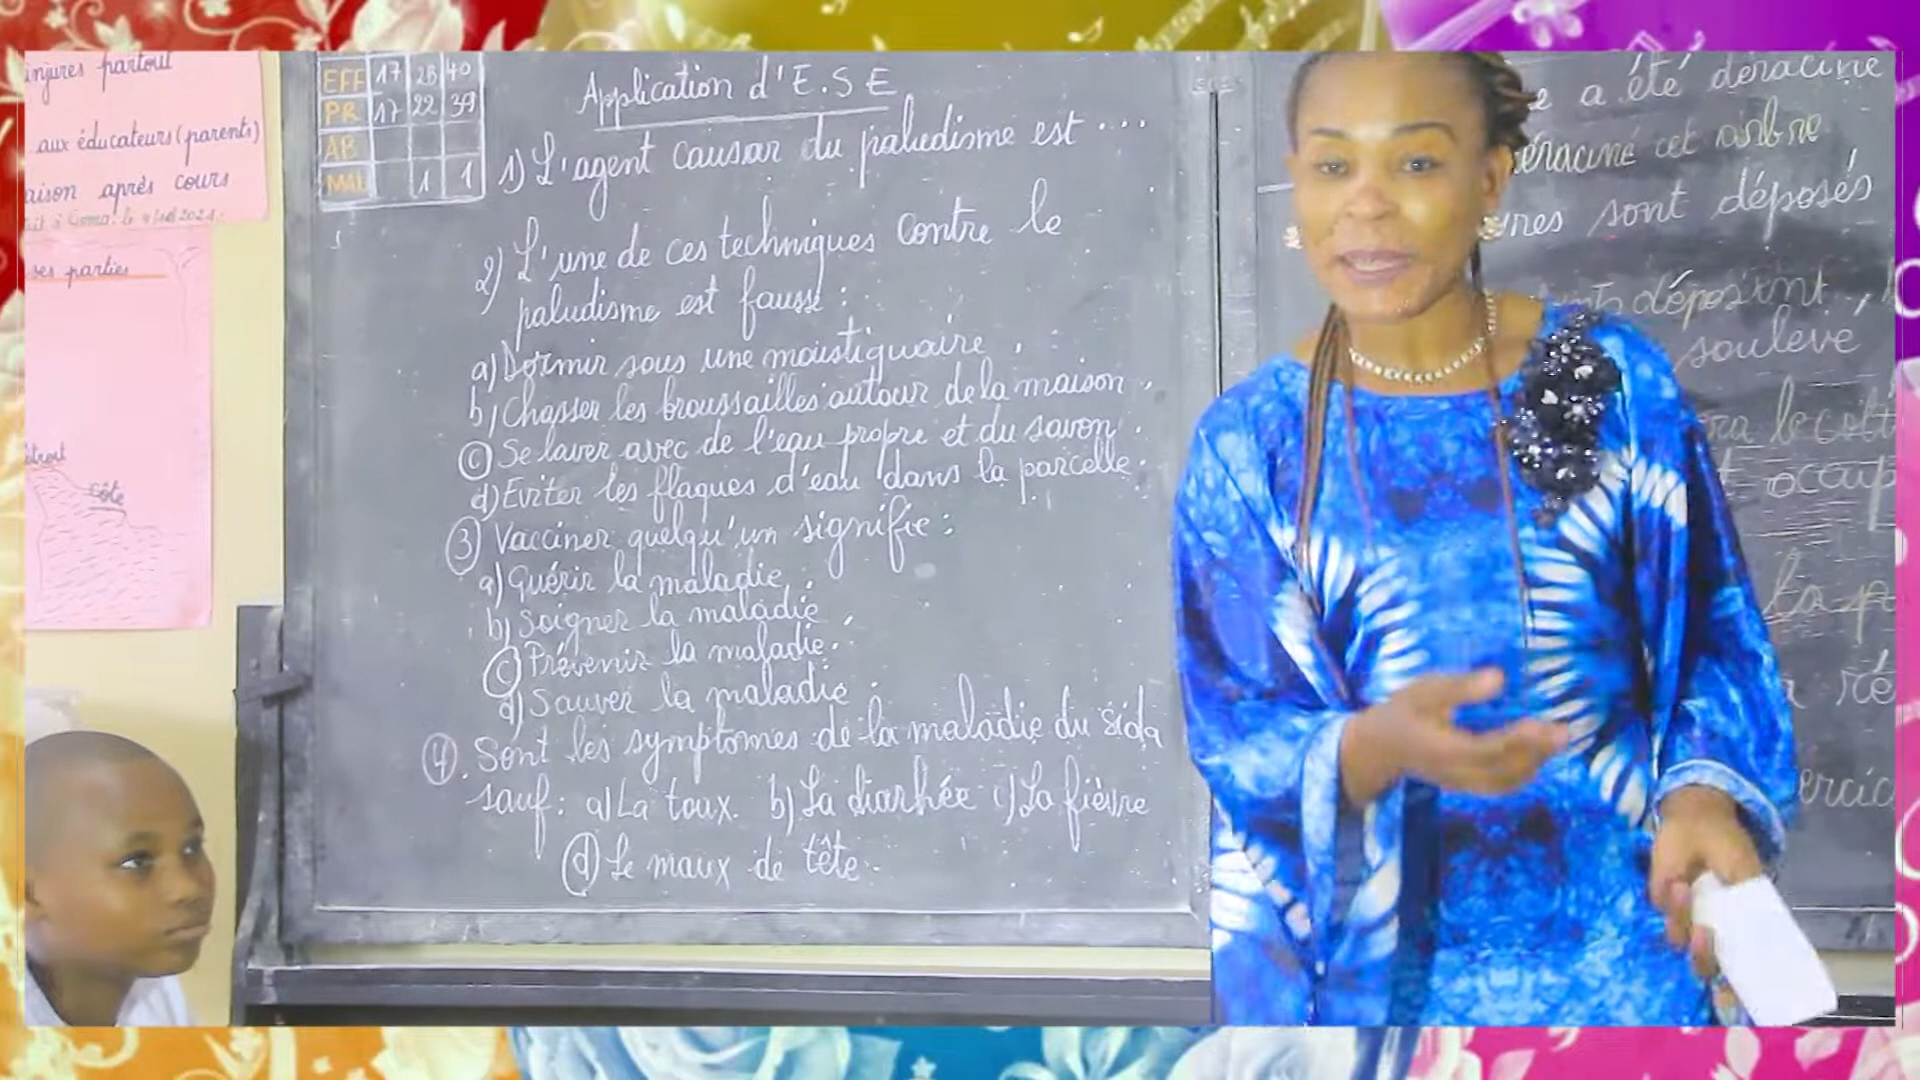 injures partout
aux éducateurs (parents)
aison après cours
ses parties
détroit
côte
EFF 17 23 40
PR 17 22 39
AB
MAL 1 1
Application d'E.S.E
1) L'agent causar du paludisme est ...
2) L'une de ces techniques contre le
paludisme est fausse :
a) Dormir sous une moustiquaire.
b) Chasser les broussailles autour de la maison.
c) Se laver avec de l'eau propre et du savon.
d) Eviter les flaques d'eau dans la parcelle.
3) Vacciner quelqu'un signifie :
a) Guérir la maladie.
b) Soigner la maladie.
c) Prévenir la maladie.
d) Sauver la maladie.
4. Sont les symptomes de la maladie du sida
sauf : a) La toux. b) La diarhée c) La fièvre
d) Le maux de tête.
e a été déraciné
éraciné cet arbre
res sont déposés
déposent,
soulève